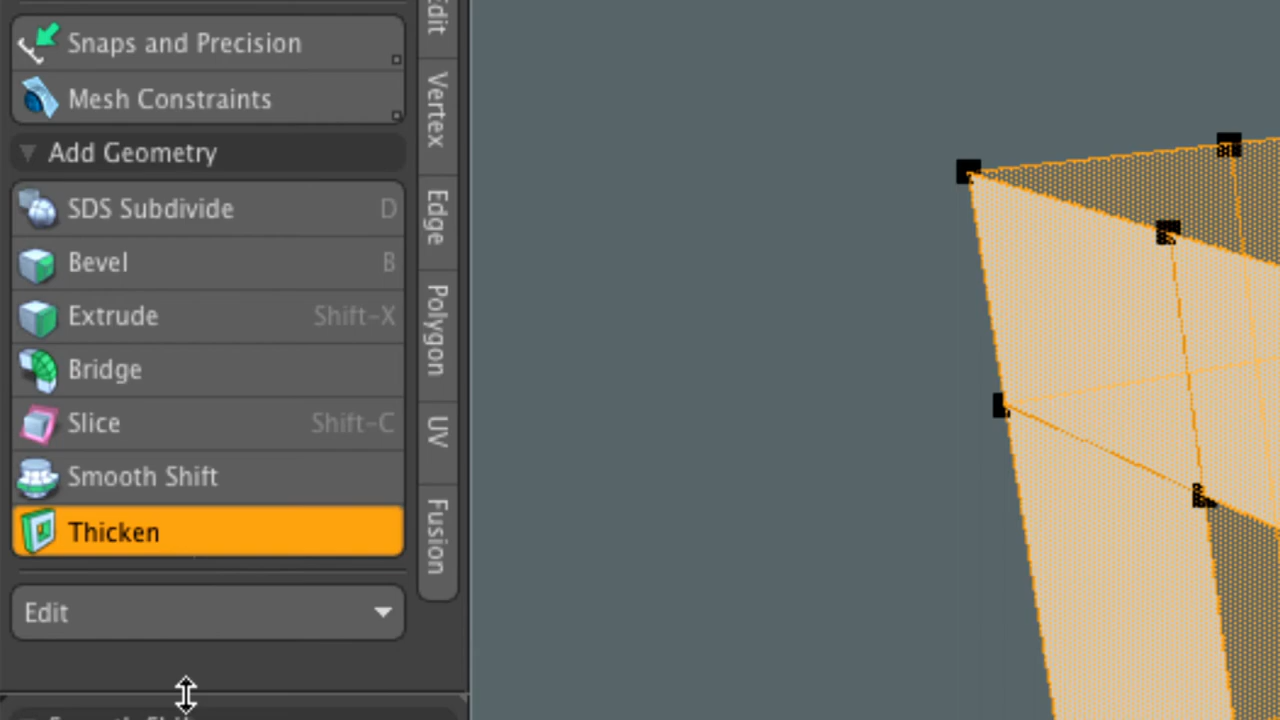 Snaps and Precision
Mesh Constraints
Add Geometry
SDS Subdivide D
Bevel B
Extrude Shift-X
Bridge
Slice Shift-C
Smooth Shift
Thicken
Edit
Edit
Vertex
Edge
Polygon
UV
Fusion